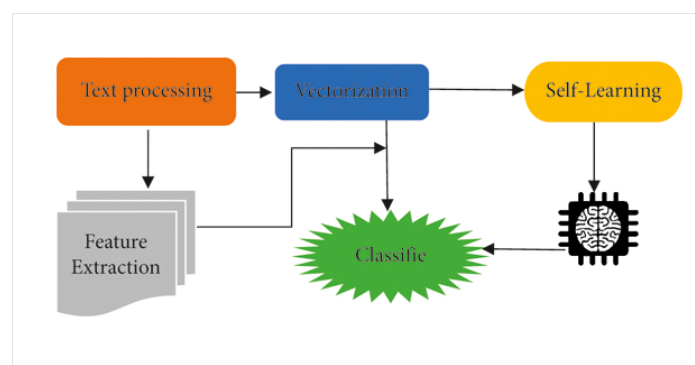 Text processing
Vectorization
Self-Learning
Feature
Extraction
Classifie